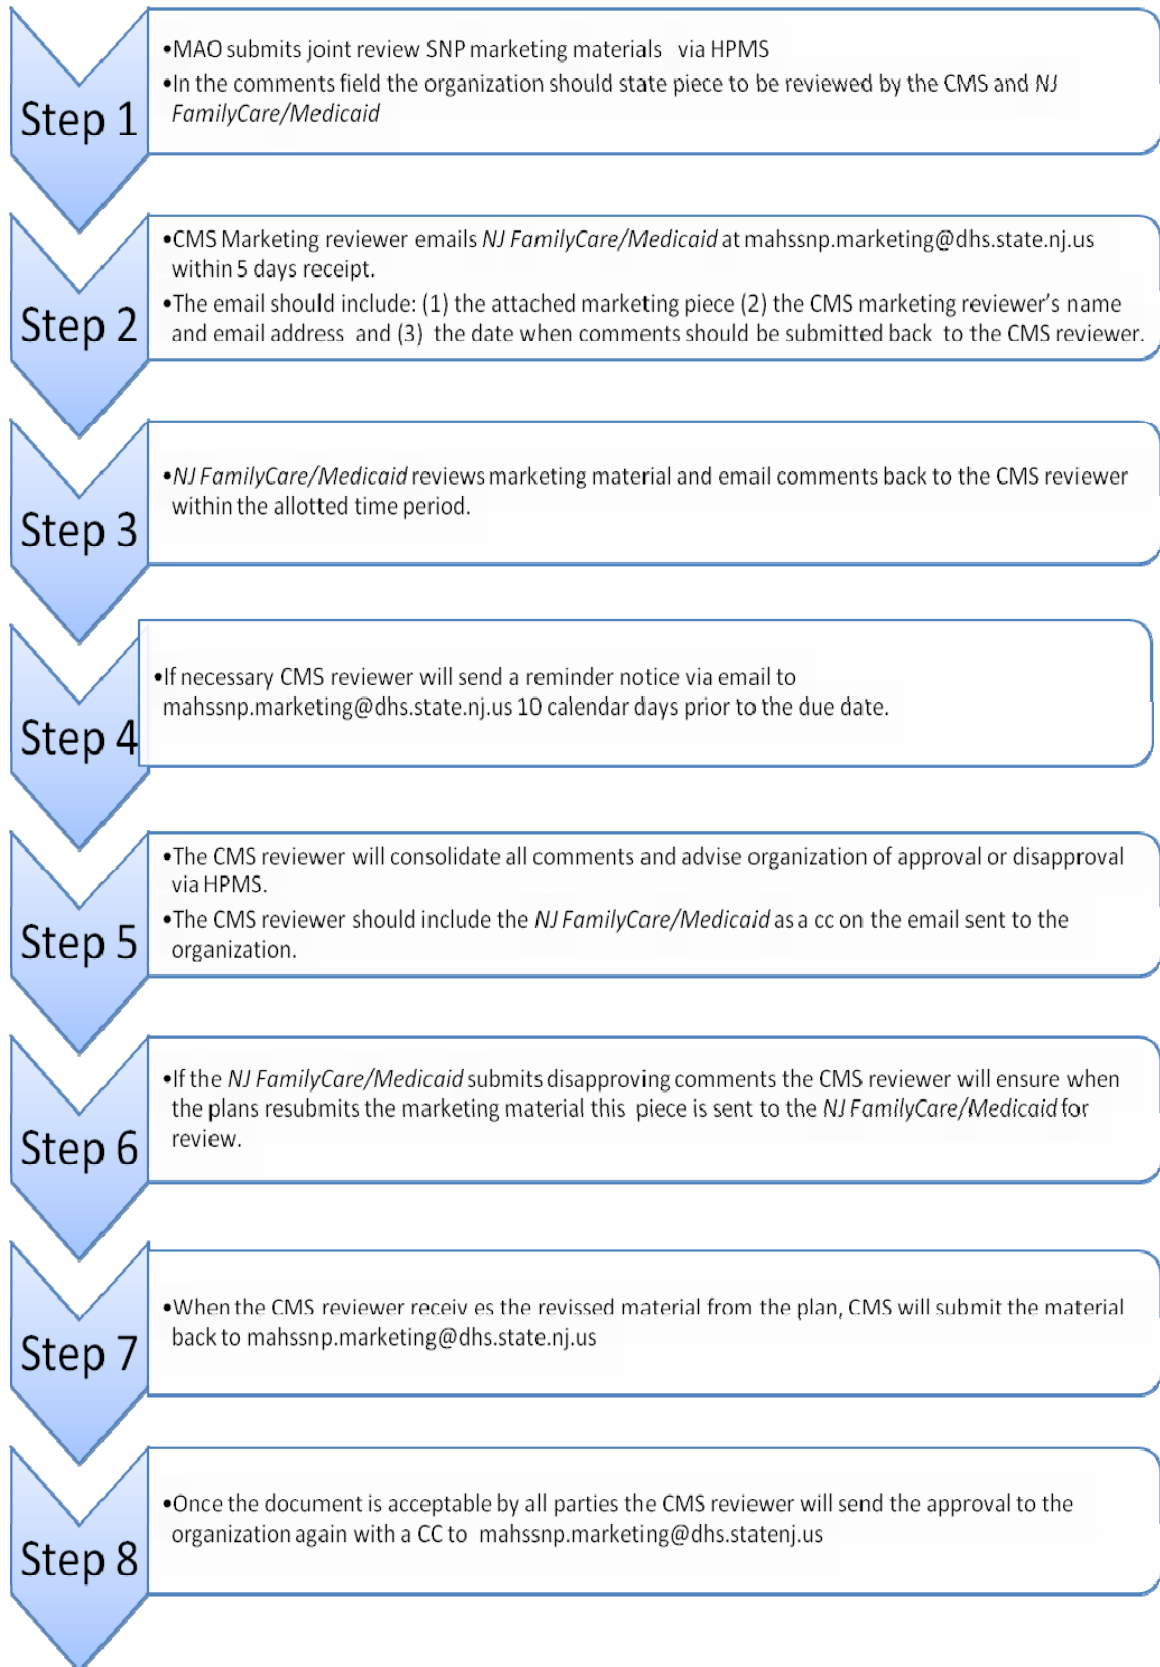 Step 1
•MAO submits joint review SNP marketing materials via HPMS
•In the comments field the organization should state piece to be reviewed by the CMS and NJ
FamilyCare/Medicaid
Step 2
•CMS Marketing reviewer emails NJ FamilyCare/Medicaid at mahssnp.marketing@dhs.state.nj.us
within 5 days receipt.
•The email should include: (1) the attached marketing piece (2) the CMS marketing reviewer’s name
and email address and (3) the date when comments should be submitted back to the CMS reviewer.
Step 3
•NJ FamilyCare/Medicaid reviews marketing material and email comments back to the CMS reviewer
within the allotted time period.
Step 4
•If necessary CMS reviewer will send a reminder notice via email to
mahssnp.marketing@dhs.state.nj.us 10 calendar days prior to the due date.
Step 5
•The CMS reviewer will consolidate all comments and advise organization of approval or disapproval
via HPMS.
•The CMS reviewer should include the NJ FamilyCare/Medicaid as a cc on the email sent to the
organization.
Step 6
•If the NJ FamilyCare/Medicaid submits disapproving comments the CMS reviewer will ensure when
the plans resubmits the marketing material this piece is sent to the NJ FamilyCare/Medicaid for
review.
Step 7
•When the CMS reviewer receiv es the revissed material from the plan, CMS will submit the material
back to mahssnp.marketing@dhs.state.nj.us
Step 8
•Once the document is acceptable by all parties the CMS reviewer will send the approval to the
organization again with a CC to mahssnp.marketing@dhs.statenj.us